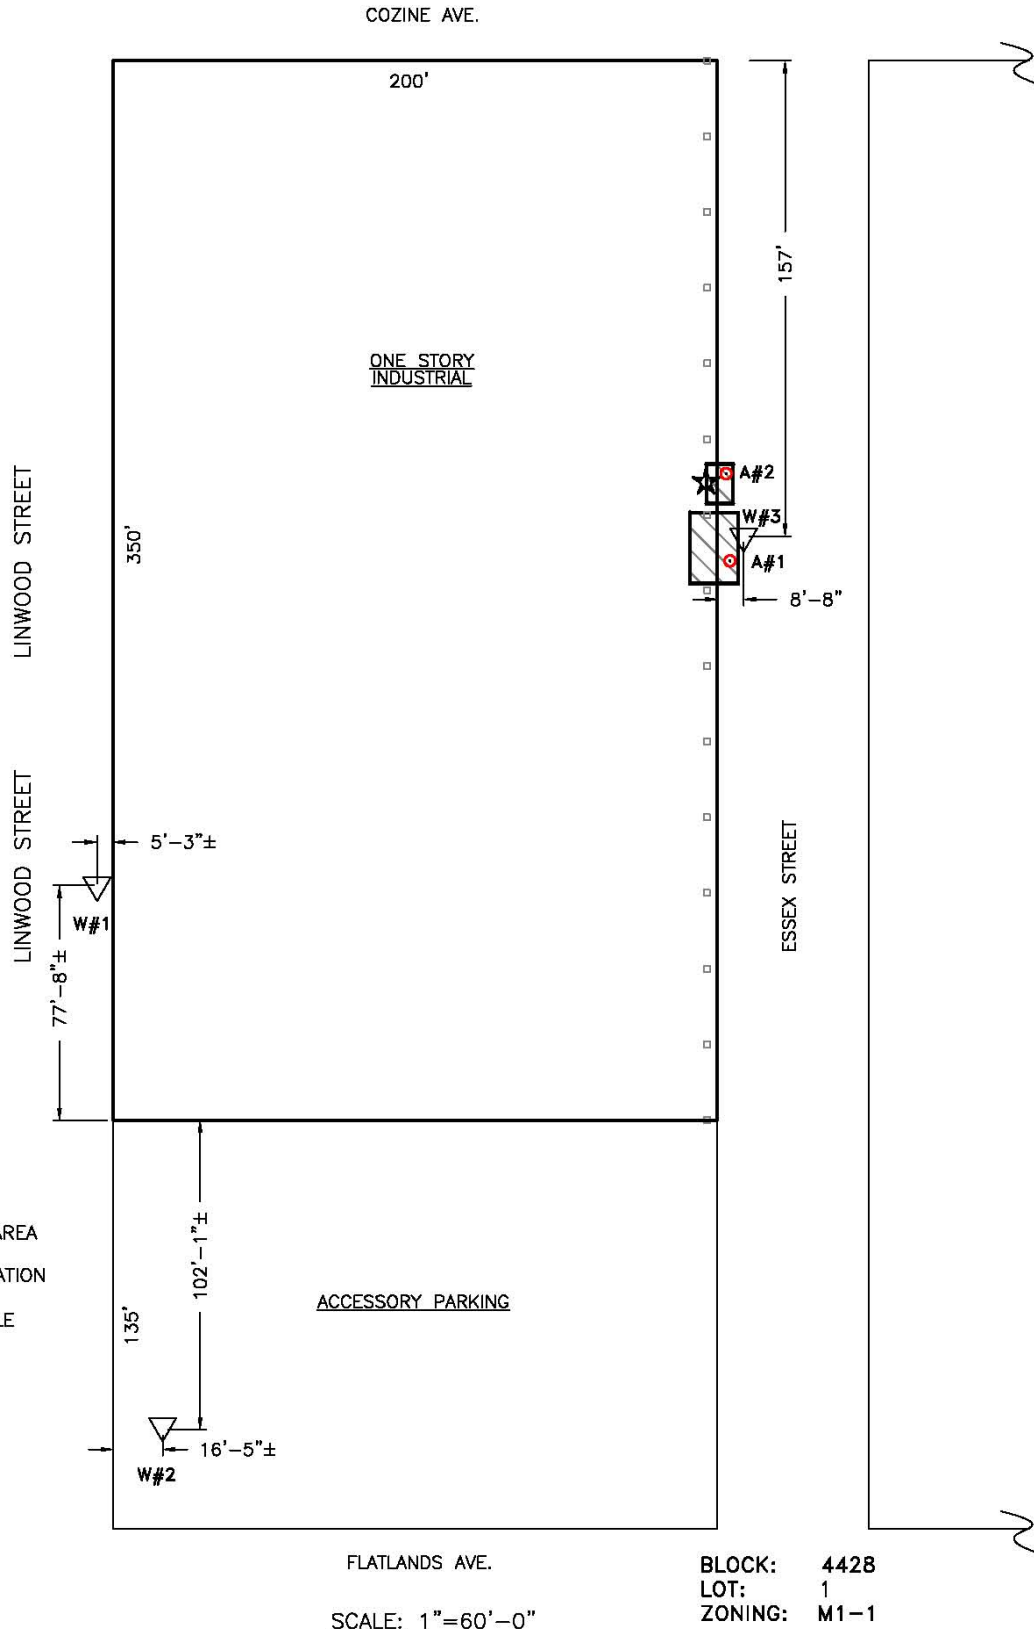 COZINE AVE.
200'
157'
ONE STORY
INDUSTRIAL
LINWOOD STREET
350'
A#2
W#3
A#1
8'-8"
LINWOOD STREET
5'-3"±
W#1
77'-8"±
ESSEX STREET
AREA
ATION
LE
102'-1"±
135'
ACCESSORY PARKING
16'-5"±
W#2
FLATLANDS AVE.
SCALE: 1"=60'-0"
BLOCK: 4428
LOT: 1
ZONING: M1-1